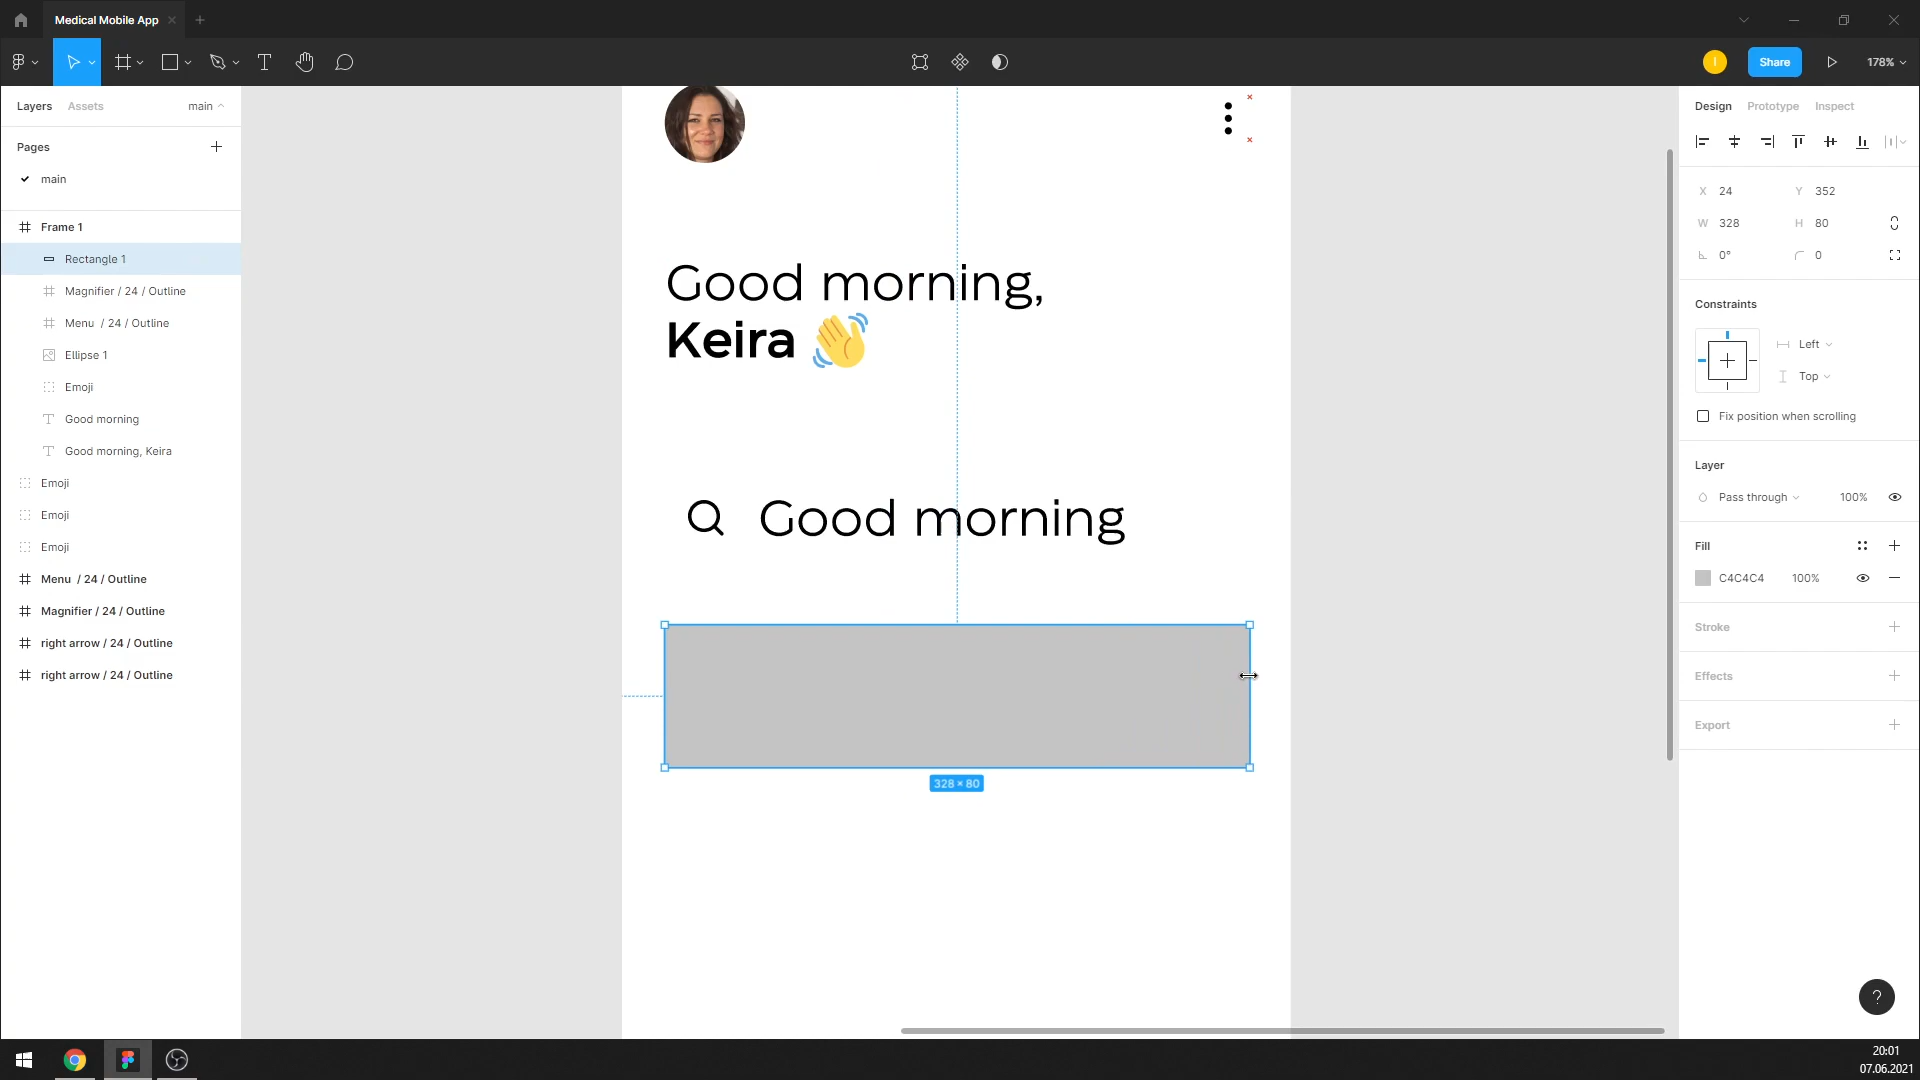 Medical Mobile App
I
Share
178%
Layers
Assets
main
Pages
main
Frame 1
Rectangle 1
Magnifier / 24 / Outline
Menu / 24 / Outline
Ellipse 1
Emoji
Good morning
Good morning, Keira
Emoji
Emoji
Emoji
Menu / 24 / Outline
Magnifier / 24 / Outline
right arrow / 24 / Outline
right arrow / 24 / Outline
Good morning,
Keira
Good morning
328 × 80
Design
Prototype
Inspect
X 24
Y 352
W 328
H 80
0°
0
Constraints
Left
Top
Fix position when scrolling
Layer
Pass through
100%
Fill
C4C4C4
100%
Stroke
Effects
Export
?
20:01
07.06.2021